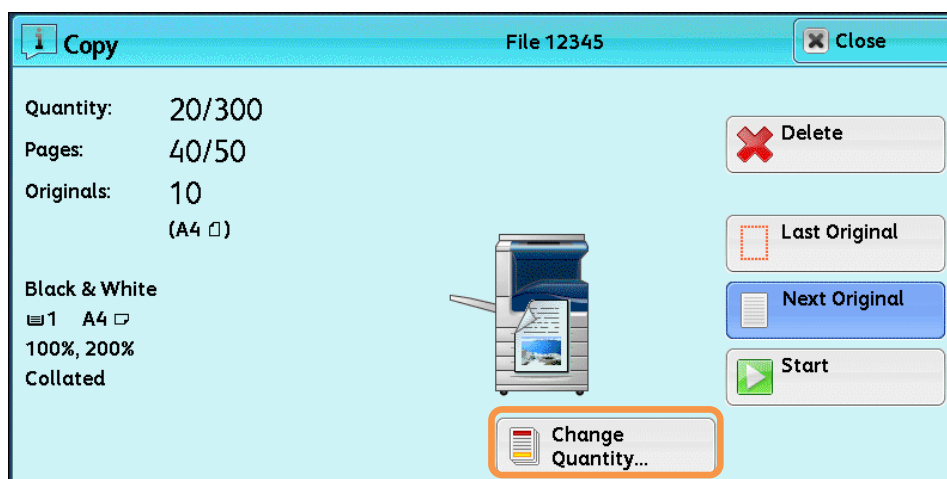 Copy
File 12345
Close
Quantity: 20/300
Pages: 40/50
Originals: 10
(A4)
Black & White
1 A4
100%, 200%
Collated
Delete
Last Original
Next Original
Start
Change
Quantity...